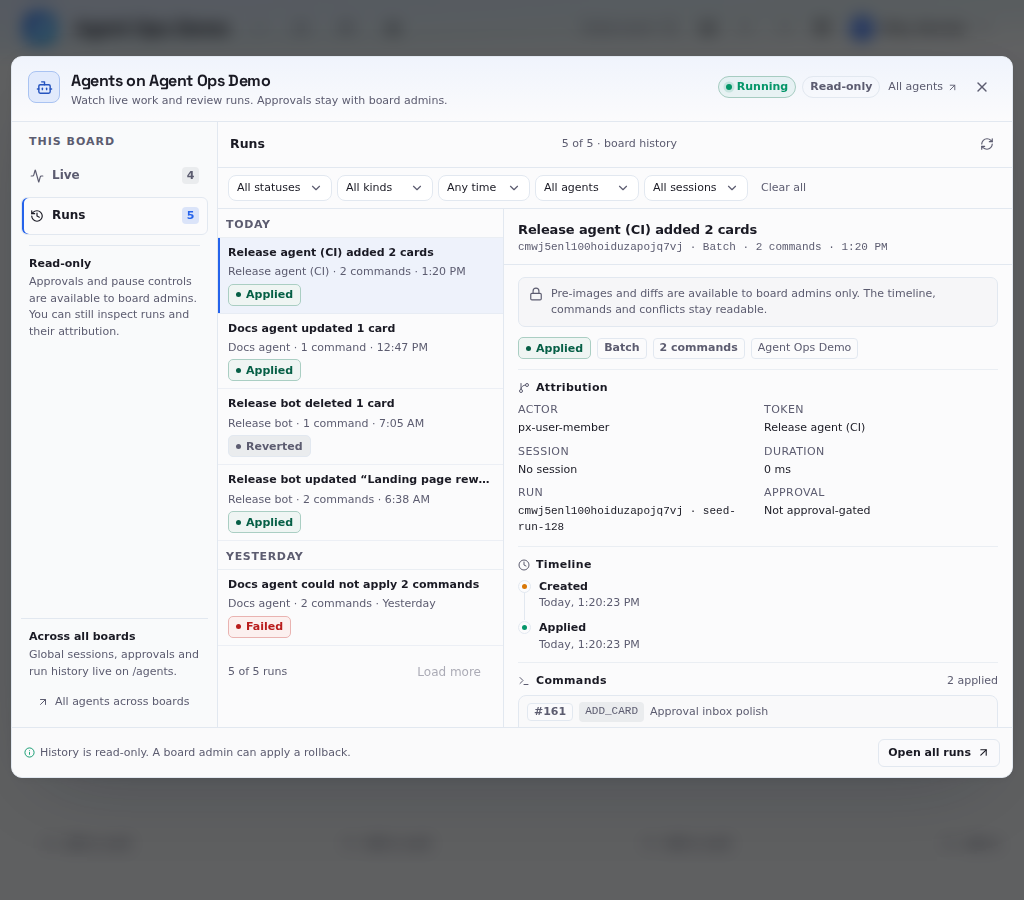 Agents on Agent Ops Demo
Watch live work and review runs. Approvals stay with board admins.
Running
Read-only
All agents
THIS BOARD
Live 4
Runs 5
Read-only
Approvals and pause controls
are available to board admins.
You can still inspect runs and
their attribution.
Across all boards
Global sessions, approvals and
run history live on /agents.
All agents across boards
Runs
5 of 5 · board history
All statuses
All kinds
Any time
All agents
All sessions
Clear all
TODAY
Release agent (CI) added 2 cards
Release agent (CI) · 2 commands · 1:20 PM
Applied
Docs agent updated 1 card
Docs agent · 1 command · 12:47 PM
Applied
Release bot deleted 1 card
Release bot · 1 command · 7:05 AM
Reverted
Release bot updated “Landing page rew…
Release bot · 2 commands · 6:38 AM
Applied
YESTERDAY
Docs agent could not apply 2 commands
Docs agent · 2 commands · Yesterday
Failed
5 of 5 runs
Load more
Release agent (CI) added 2 cards
cmwj5enl100hoiduzapojq7vj · Batch · 2 commands · 1:20 PM
Pre-images and diffs are available to board admins only. The timeline,
commands and conflicts stay readable.
Applied
Batch
2 commands
Agent Ops Demo
Attribution
ACTOR
px-user-member
TOKEN
Release agent (CI)
SESSION
No session
DURATION
0 ms
RUN
cmwj5enl100hoiduzapojq7vj · seed-
run-128
APPROVAL
Not approval-gated
Timeline
Created
Today, 1:20:23 PM
Applied
Today, 1:20:23 PM
Commands
2 applied
#161 ADD_CARD Approval inbox polish
History is read-only. A board admin can apply a rollback.
Open all runs